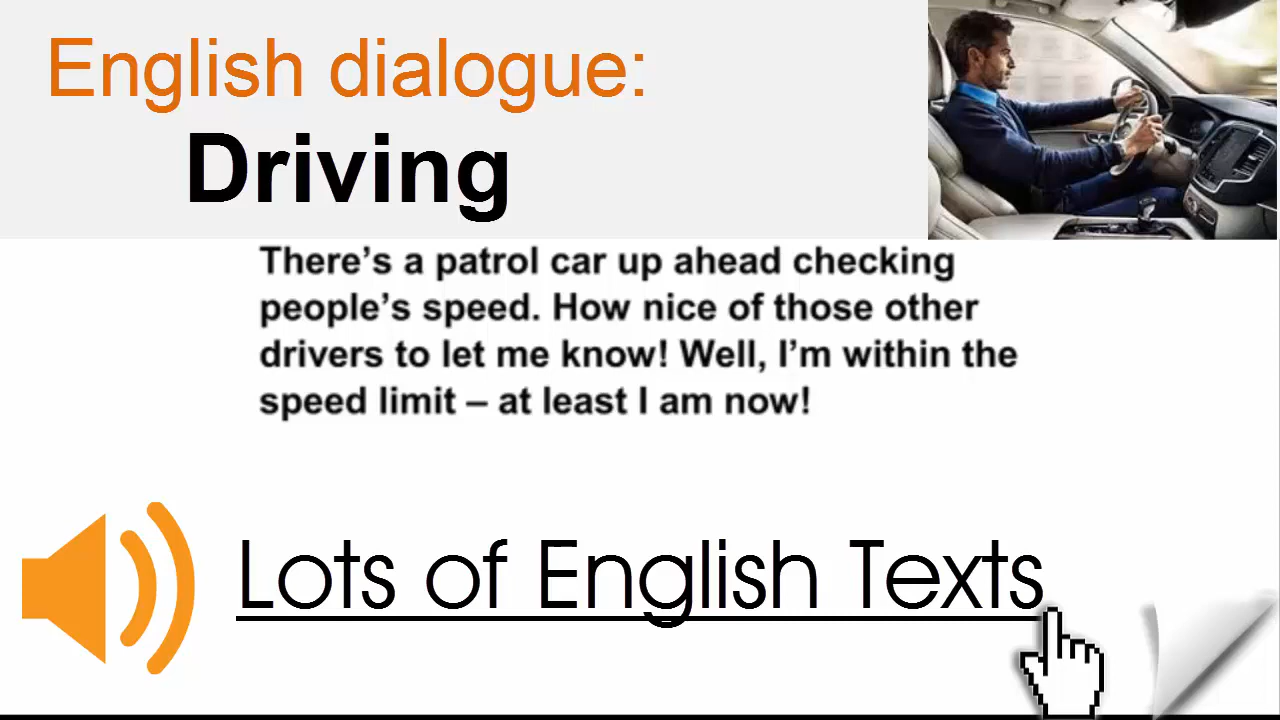 English dialogue:
Driving
There’s a patrol car up ahead checking
people’s speed. How nice of those other
drivers to let me know! Well, I’m within the
speed limit – at least I am now!
Lots of English Texts